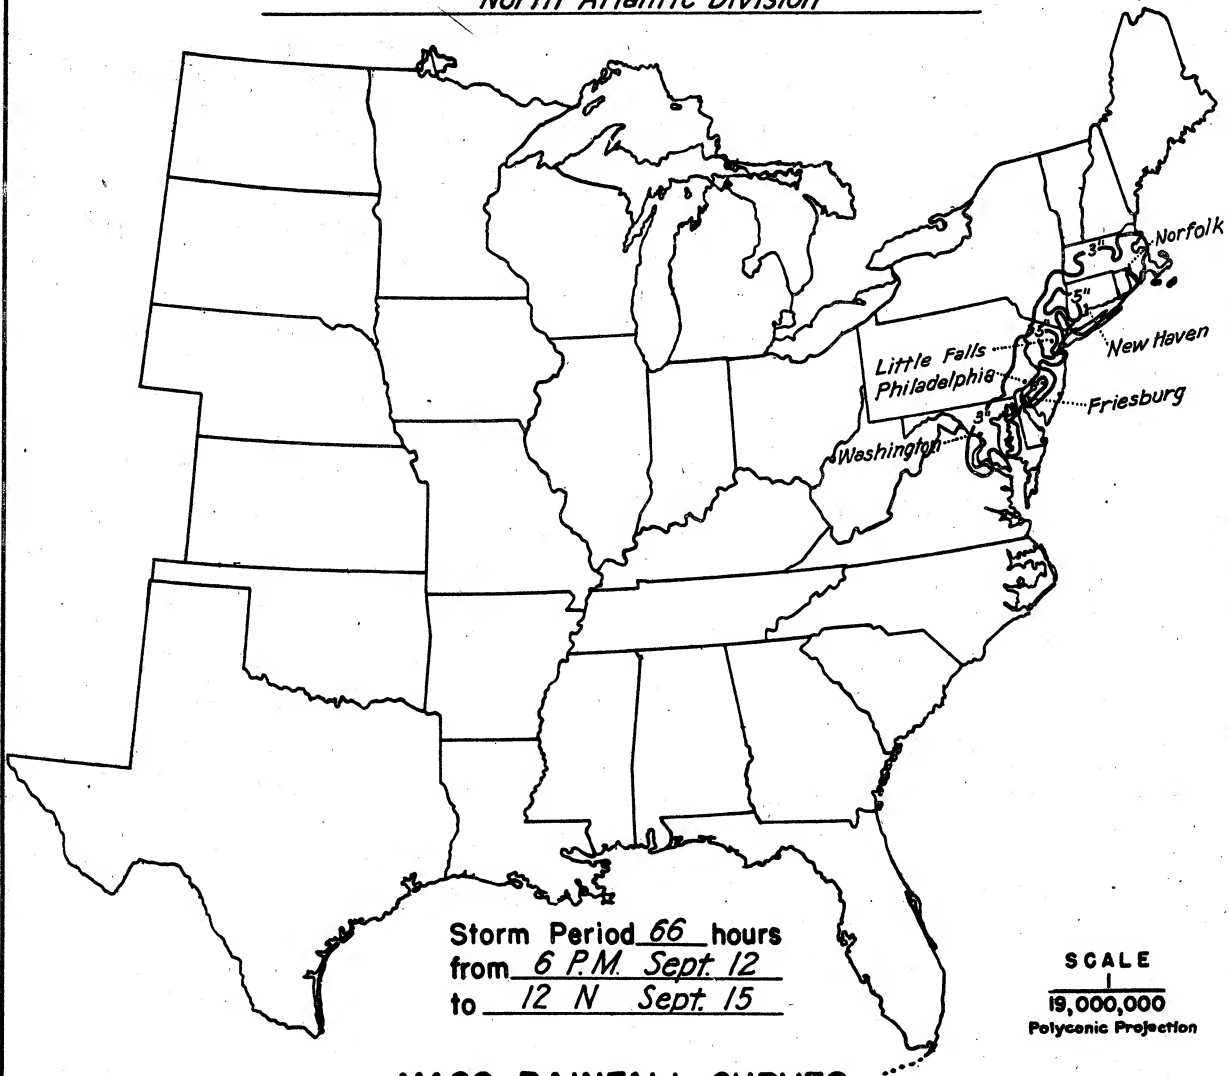 North Atlantic Division
Norfolk
3"
5"
New Haven
5"
Little Falls
Philadelphia
Friesburg
3"
Washington
Storm Period 66 hours
from 6 P.M. Sept. 12
to 12 N Sept. 15
SCALE
1
19,000,000
Polyconic Projection
MASS RAINFALL CURVES